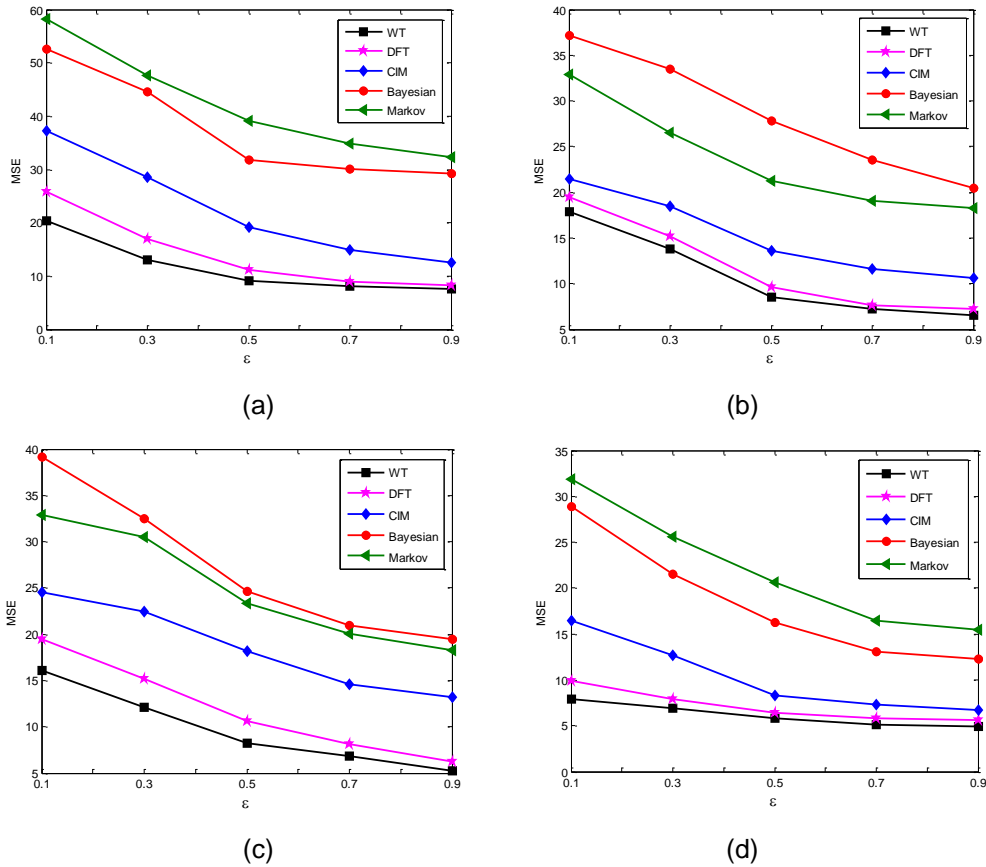 60
50
40
30
20
10
0
MSE
0.1 0.3 0.5 0.7 0.9
ε
WT
DFT
CIM
Bayesian
Markov
(a)
40
35
30
25
20
15
10
5
MSE
0.1 0.3 0.5 0.7 0.9
ε
WT
DFT
CIM
Bayesian
Markov
(b)
40
35
30
25
20
15
10
5
MSE
0.1 0.3 0.5 0.7 0.9
ε
WT
DFT
CIM
Bayesian
Markov
(c)
35
30
25
20
15
10
5
0
MSE
0.1 0.3 0.5 0.7 0.9
ε
WT
DFT
CIM
Bayesian
Markov
(d)